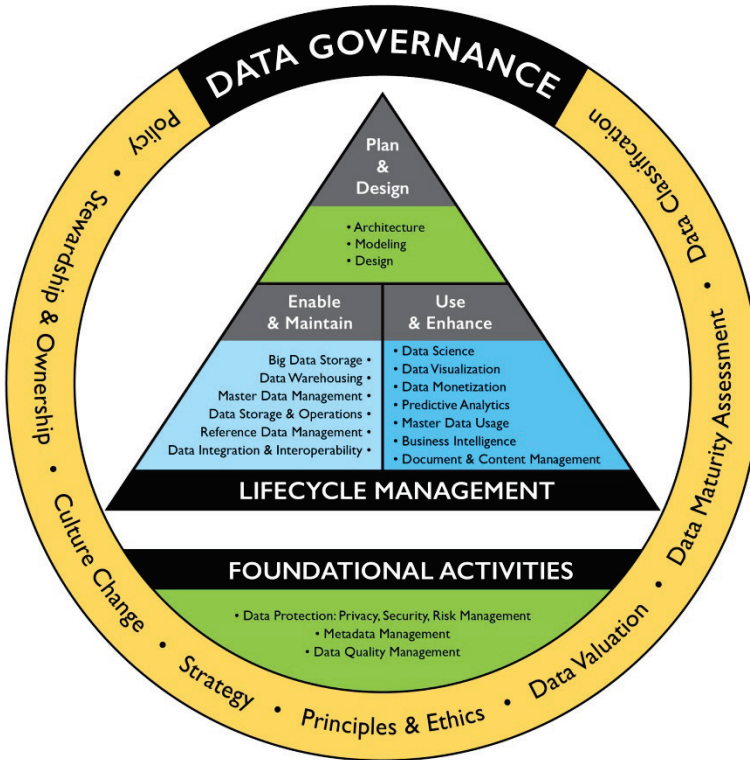 DATA GOVERNANCE
Policy • Stewardship & Ownership • Culture Change • Strategy • Principles & Ethics • Data Valuation • Data Maturity Assessment • Data Classification
Plan
&
Design
• Architecture
• Modeling
• Design
Enable
& Maintain
Big Data Storage •
Data Warehousing •
Master Data Management •
Data Storage & Operations •
Reference Data Management •
Data Integration & Interoperability •
Use
& Enhance
• Data Science
• Data Visualization
• Data Monetization
• Predictive Analytics
• Master Data Usage
• Business Intelligence
• Document & Content Management
LIFECYCLE MANAGEMENT
FOUNDATIONAL ACTIVITIES
• Data Protection: Privacy, Security, Risk Management
• Metadata Management
• Data Quality Management